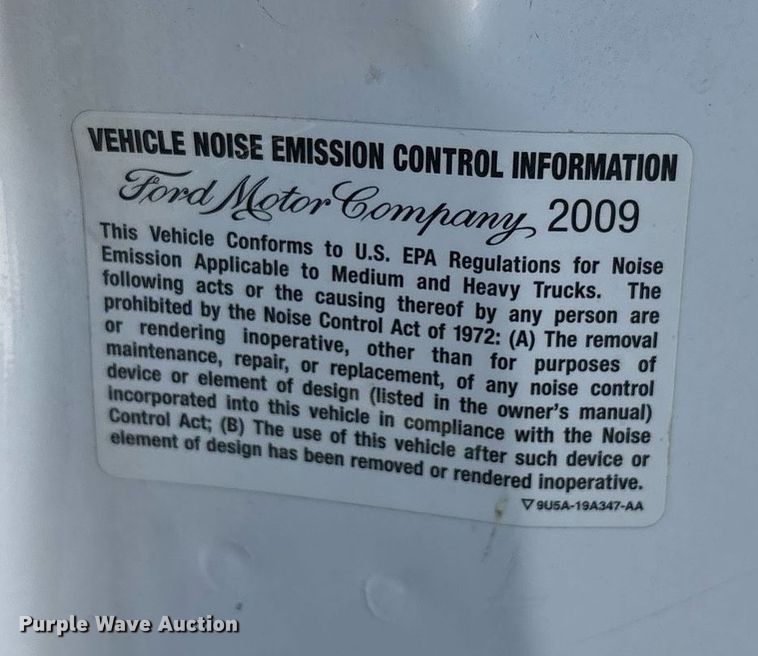 VEHICLE NOISE EMISSION CONTROL INFORMATION
Ford Motor Company 2009
This Vehicle Conforms to U.S. EPA Regulations for Noise
Emission Applicable to Medium and Heavy Trucks. The
following acts or the causing thereof by any person are
prohibited by the Noise Control Act of 1972: (A) The removal
or rendering inoperative, other than for purposes of
maintenance, repair, or replacement, of any noise control
device or element of design (listed in the owner's manual)
incorporated into this vehicle in compliance with the Noise
Control Act; (B) The use of this vehicle after such device or
element of design has been removed or rendered inoperative.
▽ 9U5A-19A347-AA
Purple Wave Auction